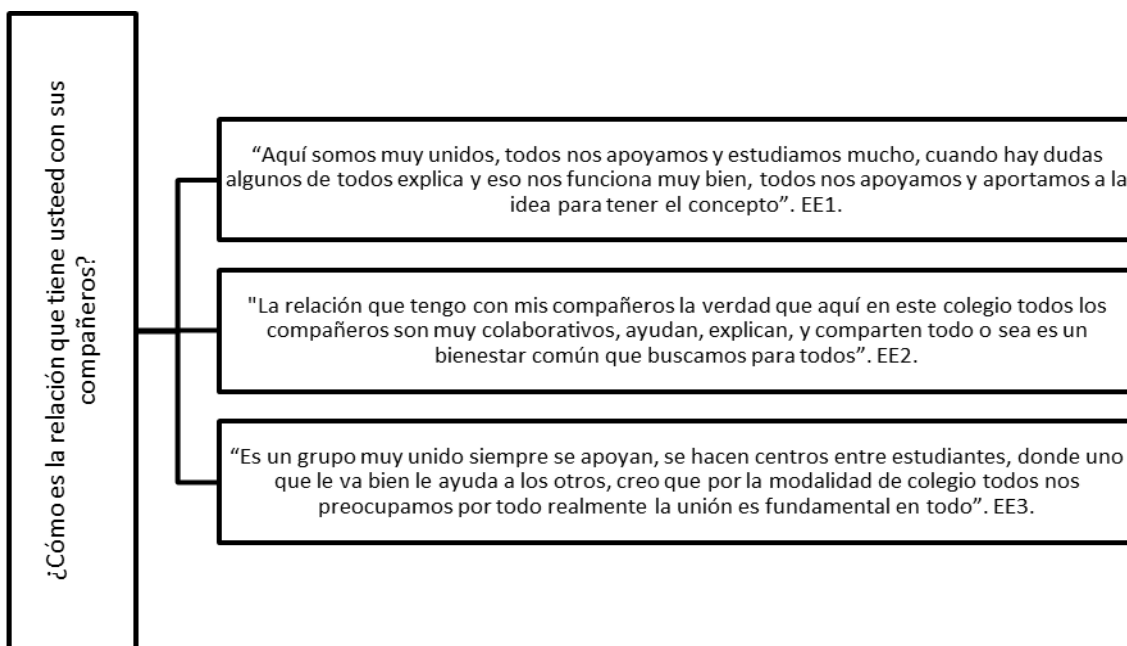 ¿Cómo es la relación que tiene usted con sus
compañeros?
“Aquí somos muy unidos, todos nos apoyamos y estudiamos mucho, cuando hay dudas
algunos de todos explica y eso nos funciona muy bien, todos nos apoyamos y aportamos a la
idea para tener el concepto”. EE1.
"La relación que tengo con mis compañeros la verdad que aquí en este colegio todos los
compañeros son muy colaborativos, ayudan, explican, y comparten todo o sea es un
bienestar común que buscamos para todos”. EE2.
“Es un grupo muy unido siempre se apoyan, se hacen centros entre estudiantes, donde uno
que le va bien le ayuda a los otros, creo que por la modalidad de colegio todos nos
preocupamos por todo realmente la unión es fundamental en todo”. EE3.